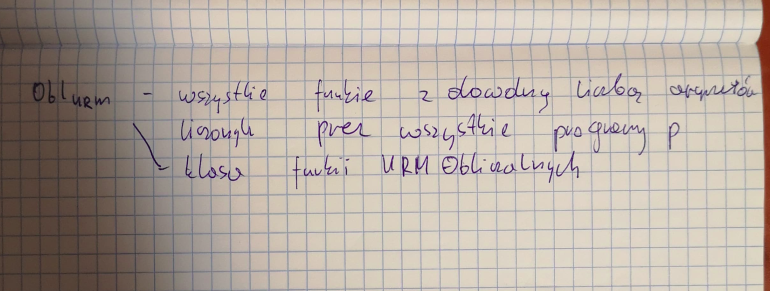 Obl URM - wszystkie funkcje z dowolną liczbą argumentów
liczonych przez wszystkie programy P
klasa funkcji URM Obliczalnych